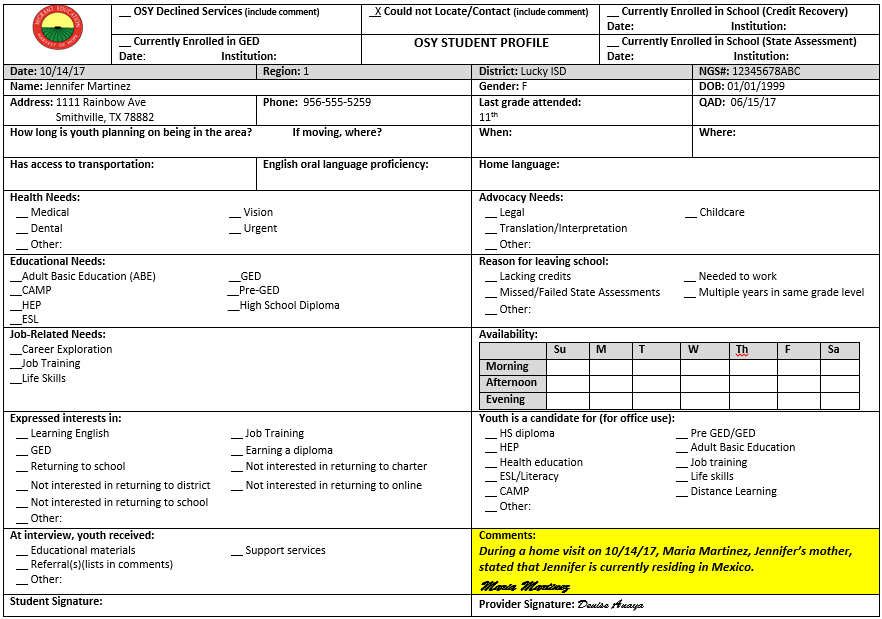 MIGRANT EDUCATION
HARVEST OF HOPE
__ OSY Declined Services (include comment)
X Could not Locate/Contact (include comment)
__ Currently Enrolled in School (Credit Recovery)
Date: Institution:
__ Currently Enrolled in GED
Date: Institution:
OSY STUDENT PROFILE
__ Currently Enrolled in School (State Assessment)
Date: Institution:
Date: 10/14/17 Region: 1 District: Lucky ISD NGS#: 12345678ABC
Name: Jennifer Martinez Gender: F DOB: 01/01/1999
Address: 1111 Rainbow Ave
Smithville, TX 78882
Phone: 956-555-5259
Last grade attended:
11th
QAD: 06/15/17
How long is youth planning on being in the area? If moving, where? When: Where:
Has access to transportation: English oral language proficiency: Home language:
Health Needs:
__ Medical __ Vision
__ Dental __ Urgent
__ Other:
Advocacy Needs:
__ Legal __ Childcare
__ Translation/Interpretation
__ Other:
Educational Needs:
__Adult Basic Education (ABE) __GED
__CAMP __Pre-GED
__HEP __High School Diploma
__ESL
Reason for leaving school:
__ Lacking credits __ Needed to work
__ Missed/Failed State Assessments __ Multiple years in same grade level
__ Other:
Job-Related Needs:
__Career Exploration
__Job Training
__Life Skills
Availability:
Su M T W Th F Sa
Morning
Afternoon
Evening
Expressed interests in:
__ Learning English __ Job Training
__ GED __ Earning a diploma
__ Returning to school __ Not interested in returning to charter
__ Not interested in returning to district __ Not interested in returning to online
__ Not interested in returning to school
__ Other:
Youth is a candidate for (for office use):
__ HS diploma __ Pre GED/GED
__ HEP __ Adult Basic Education
__ Health education __ Job training
__ ESL/Literacy __ Life skills
__ CAMP __ Distance Learning
__ Other:
At interview, youth received:
__ Educational materials __ Support services
__ Referral(s)(lists in comments)
__ Other:
Comments:
During a home visit on 10/14/17, Maria Martinez, Jennifer's mother,
stated that Jennifer is currently residing in Mexico.
Maria Martinez
Student Signature:
Provider Signature: Denise Anaya